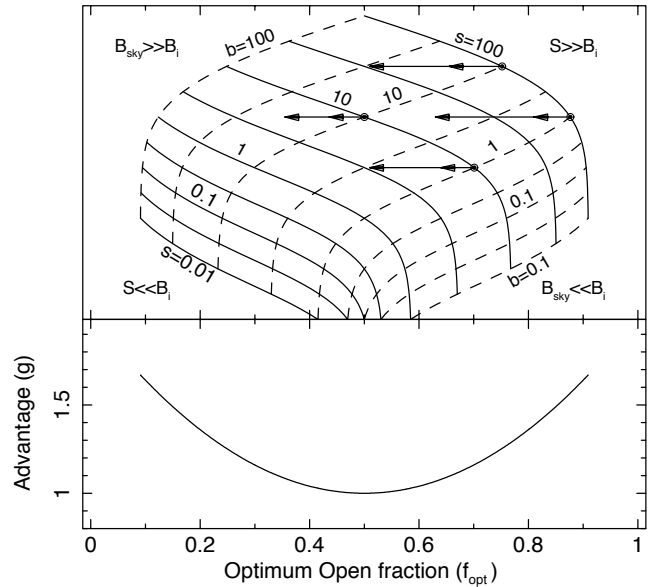 B_sky>>B_i
b=100
s=100
S>>B_i
10
10
1
1
0.1
0.1
s=0.01
b=0.1
S<<B_i
B_sky<<B_i
Advantage (g)
1.5
1
0
0.2
0.4
0.6
0.8
1
Optimum Open fraction (f_opt)